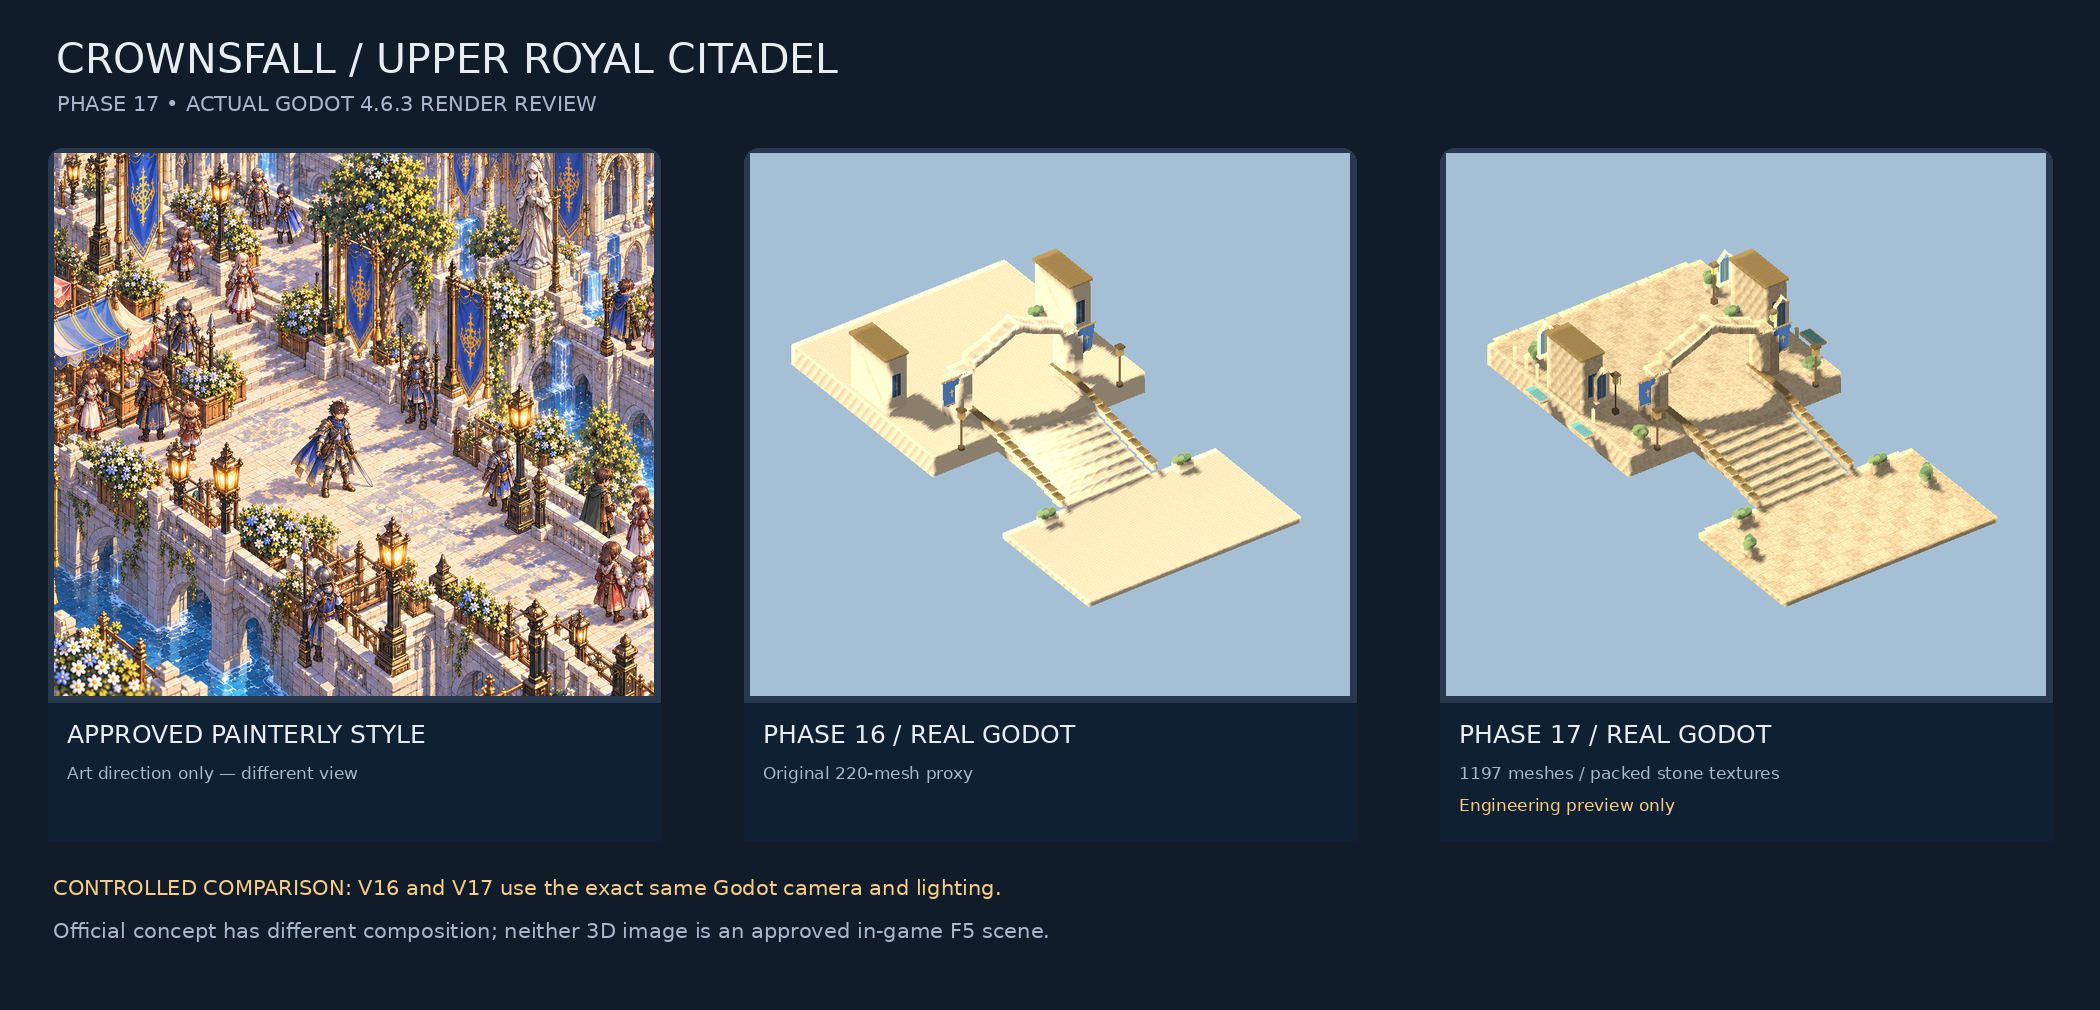 CROWNSFALL / UPPER ROYAL CITADEL
PHASE 17 • ACTUAL GODOT 4.6.3 RENDER REVIEW
APPROVED PAINTERLY STYLE
Art direction only — different view
PHASE 16 / REAL GODOT
Original 220-mesh proxy
PHASE 17 / REAL GODOT
1197 meshes / packed stone textures
Engineering preview only
CONTROLLED COMPARISON: V16 and V17 use the exact same Godot camera and lighting.
Official concept has different composition; neither 3D image is an approved in-game F5 scene.